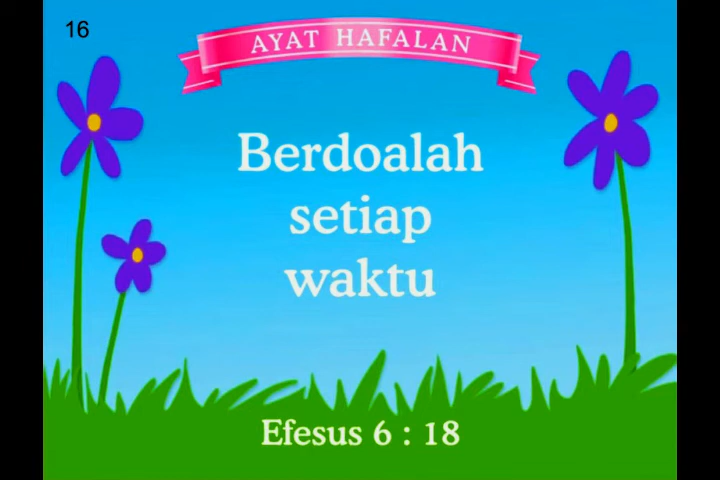 16
AYAT HAFALAN
Berdoalah
setiap
waktu
Efesus 6 : 18